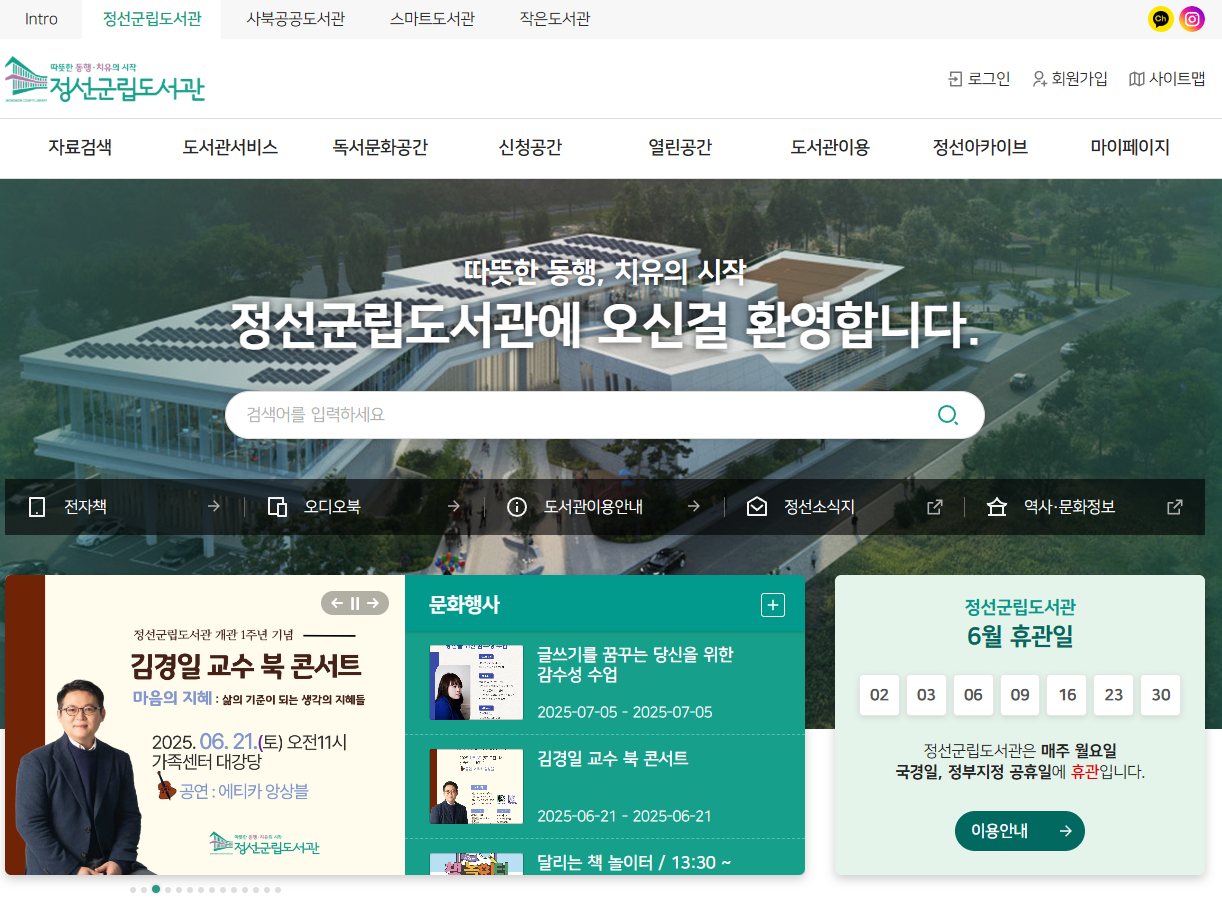 Intro
정선군립도서관
사북공공도서관
스마트도서관
작은도서관
Ch
따뜻한 동행·치유의 시작
정선군립도서관
로그인
회원가입
사이트맵
자료검색
도서관서비스
독서문화공간
신청공간
열린공간
도서관이용
정선아카이브
마이페이지
따뜻한 동행, 치유의 시작
정선군립도서관에 오신걸 환영합니다.
검색어를 입력하세요
전자책
오디오북
도서관이용안내
정선소식지
역사·문화정보
정선군립도서관 개관 1주년 기념
김경일 교수 북 콘서트
마음의 지혜 : 삶의 기준이 되는 생각의 지혜들
2025. 06. 21.(토) 오전11시
가족센터 대강당
공연 : 에티카 앙상블
따뜻한 동행·치유의 시작
정선군립도서관
문화행사
글쓰기를 꿈꾸는 당신을 위한
감수성 수업
2025-07-05 - 2025-07-05
김경일 교수 북 콘서트
2025-06-21 - 2025-06-21
달리는 책 놀이터 / 13:30 ~
정선군립도서관
6월 휴관일
02 03 06 09 16 23 30
정선군립도서관은 매주 월요일
국경일, 정부지정 공휴일에 휴관입니다.
이용안내